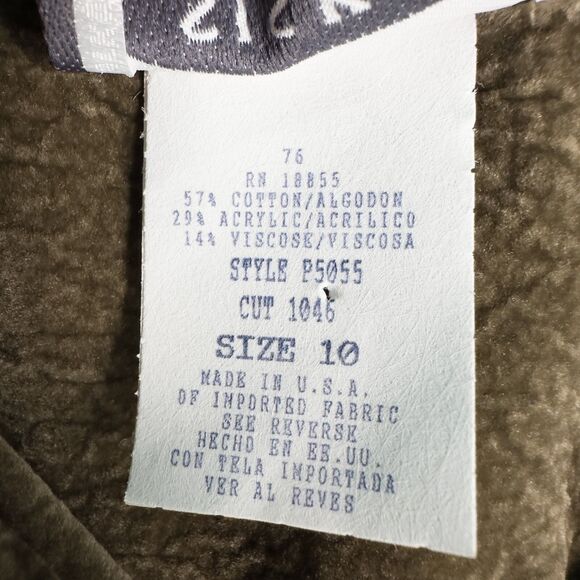 76
RN 18855
57% COTTON/ALGODON
29% ACRYLIC/ACRILICO
14% VISCOSE/VISCOSA
STYLE P5055
CUT 1046
SIZE 10
MADE IN U.S.A.
OF IMPORTED FABRIC
SEE REVERSE
HECHO EN EE.UU.
CON TELA IMPORTADA
VER AL REVES